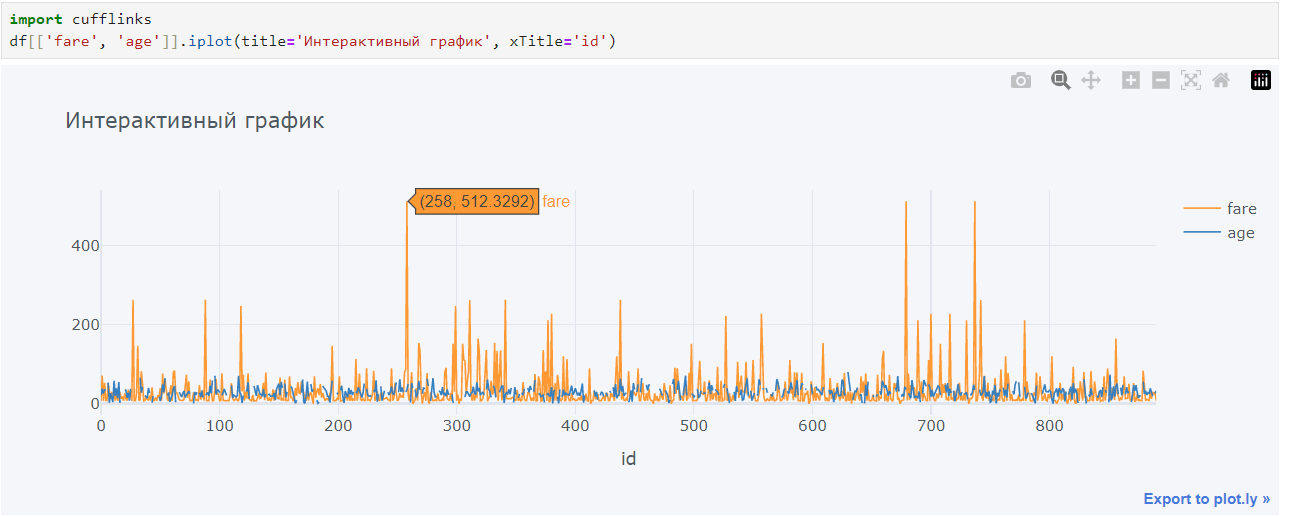 import cufflinks
df[['fare', 'age']].iplot(title='Интерактивный график', xTitle='id')
Интерактивный график
(258, 512.3292) fare
fare
age
400
200
0
0 100 200 300 400 500 600 700 800
id
Export to plot.ly »